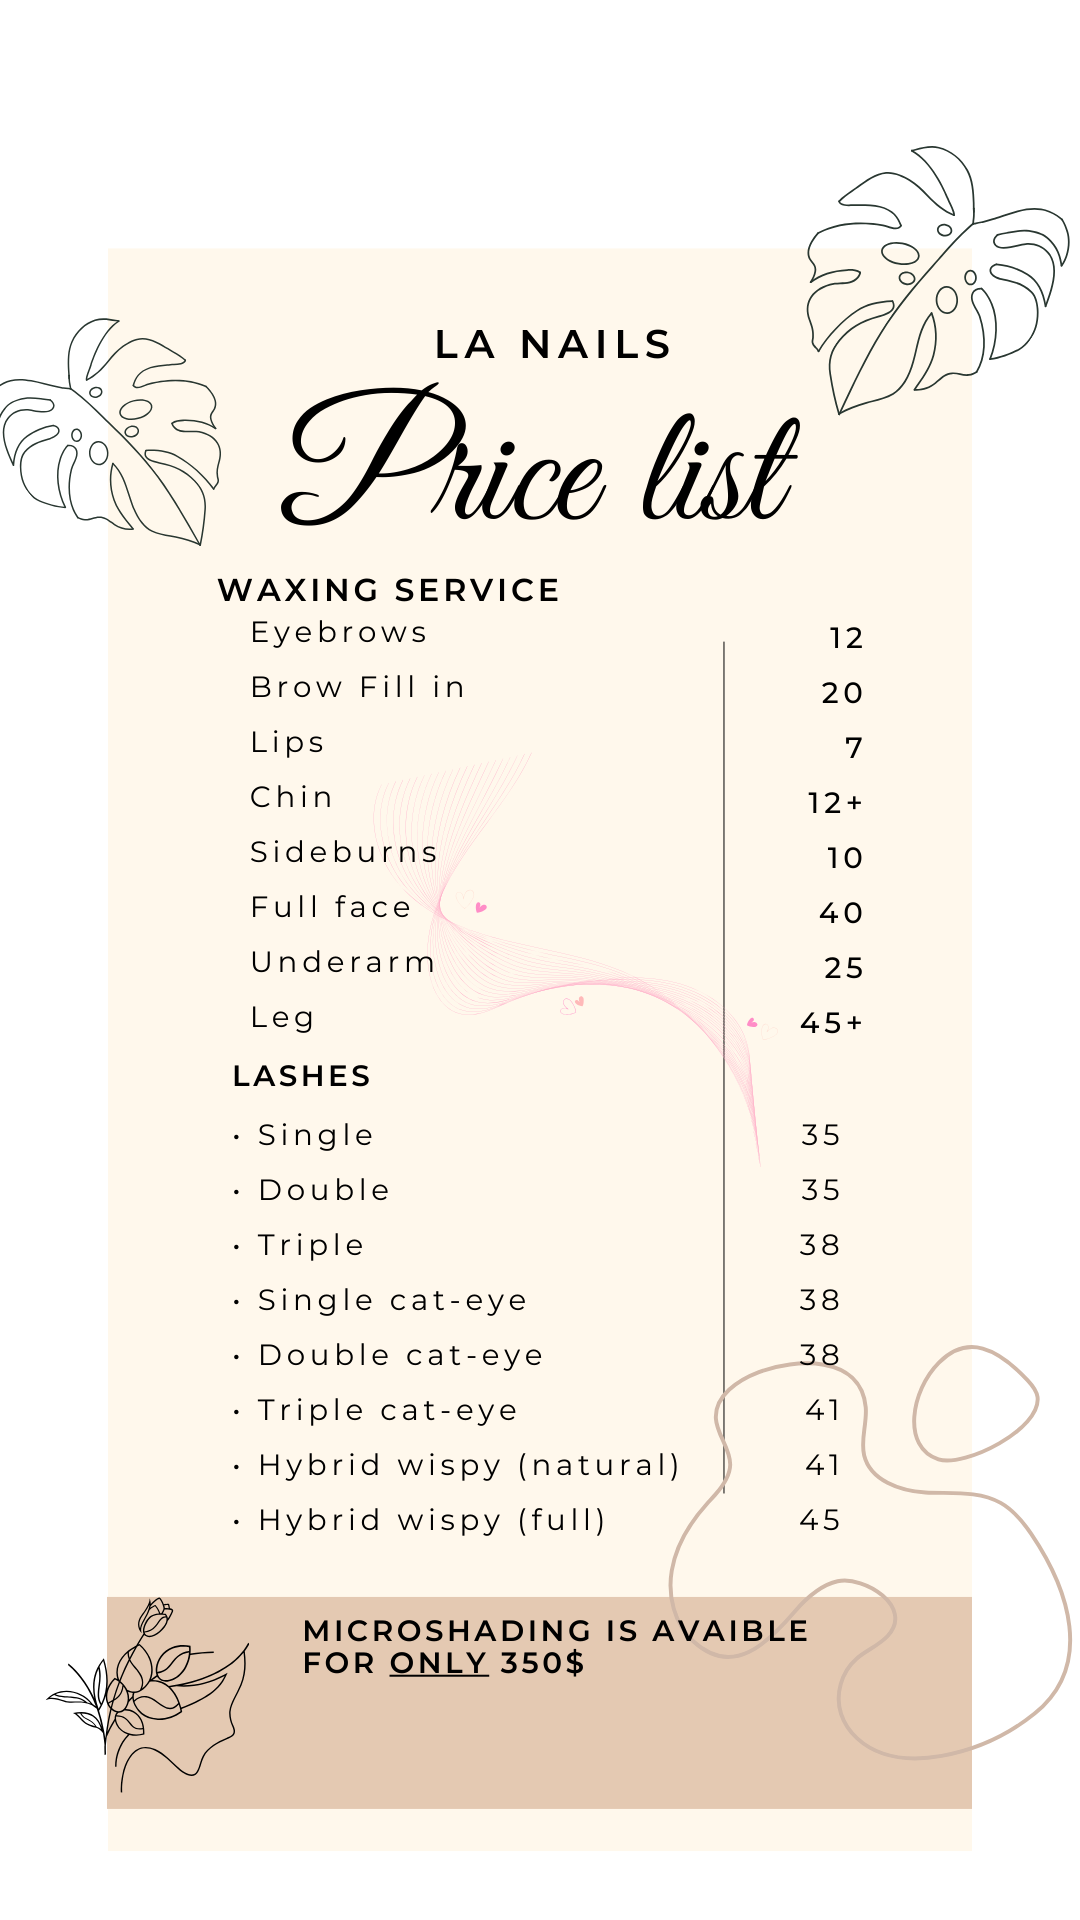 LA NAILS
Price list
WAXING SERVICE
Eyebrows 12
Brow Fill in 20
Lips 7
Chin 12+
Sideburns 10
Full face 40
Underarm 25
Leg 45+
LASHES
• Single 35
• Double 35
• Triple 38
• Single cat-eye 38
• Double cat-eye 38
• Triple cat-eye 41
• Hybrid wispy (natural) 41
• Hybrid wispy (full) 45
MICROSHADING IS AVAIBLE
FOR ONLY 350$